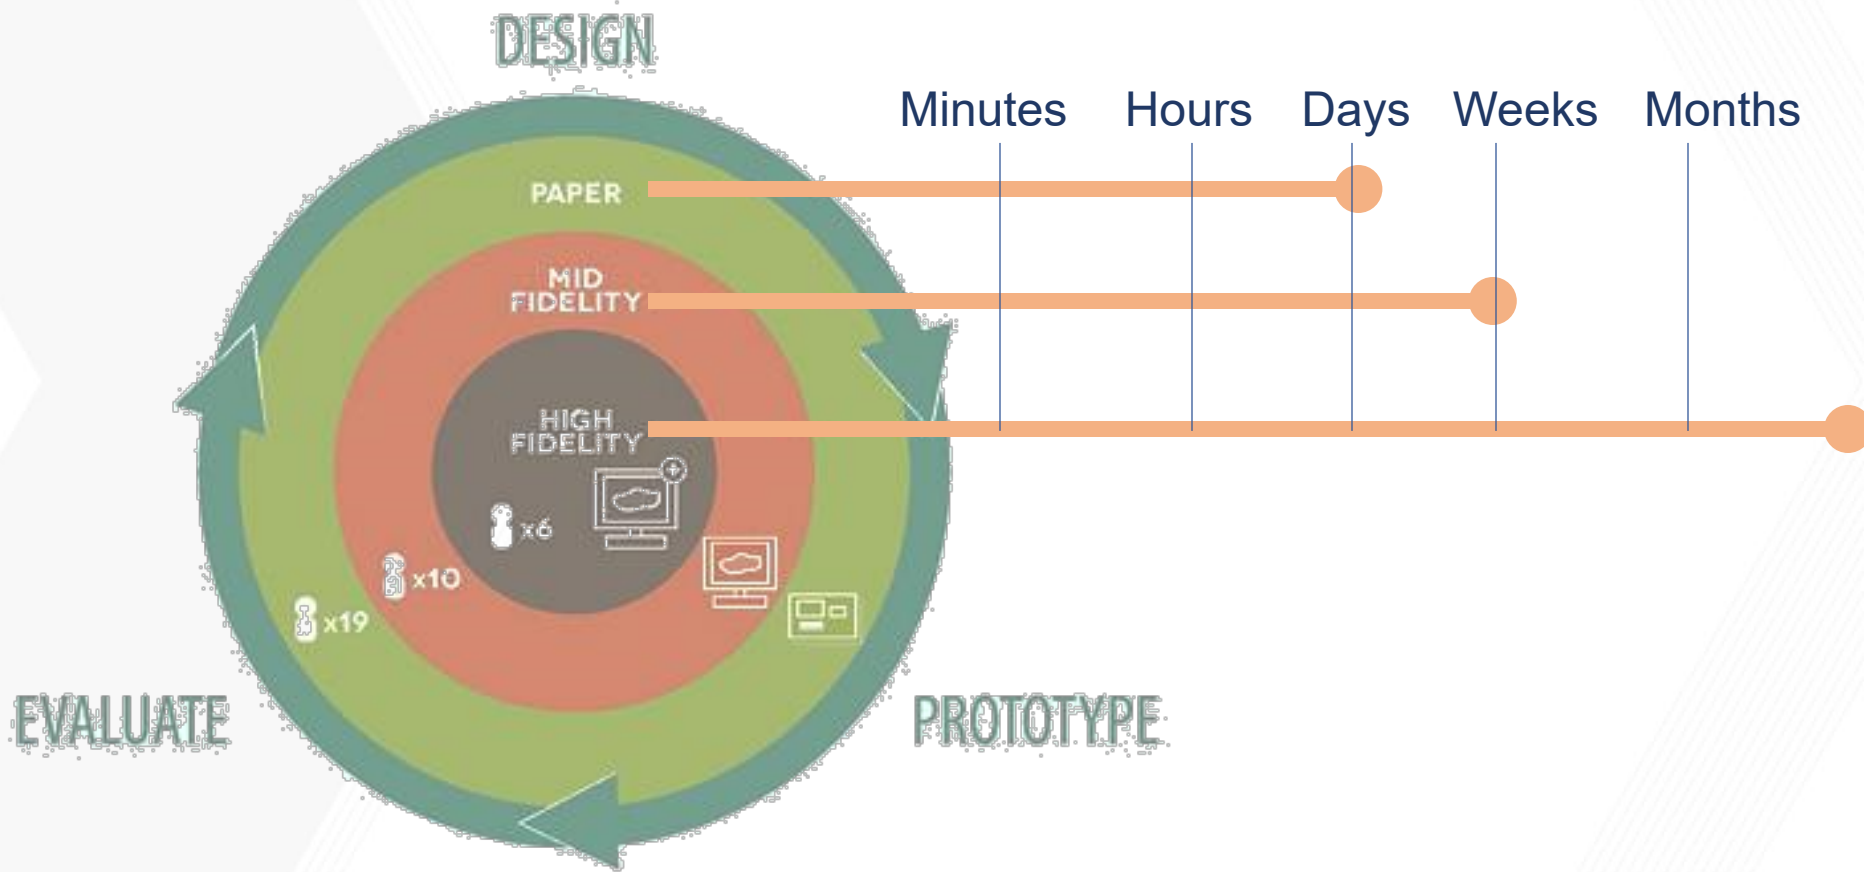 DESIGN
Minutes Hours Days Weeks Months
PAPER
MID
FIDELITY
HIGH
FIDELITY
x6
x10
x19
EVALUATE
PROTOTYPE